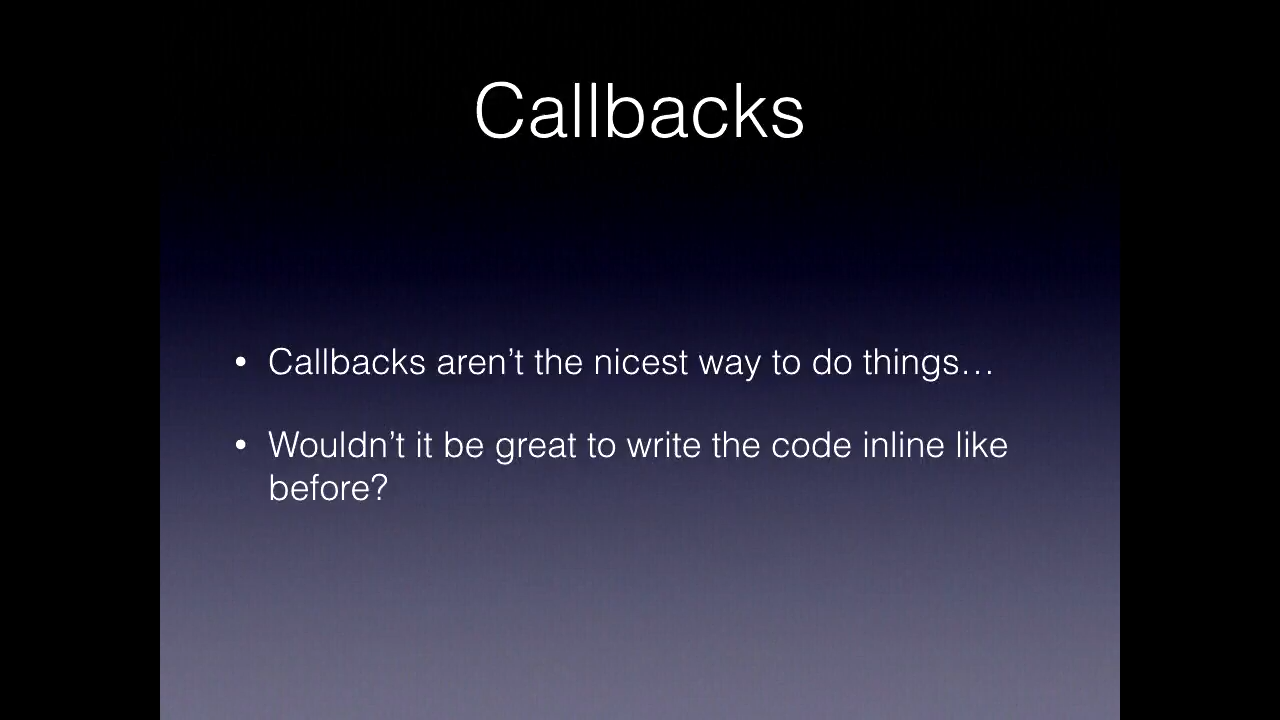 Callbacks
• Callbacks aren’t the nicest way to do things…
• Wouldn’t it be great to write the code inline like
before?